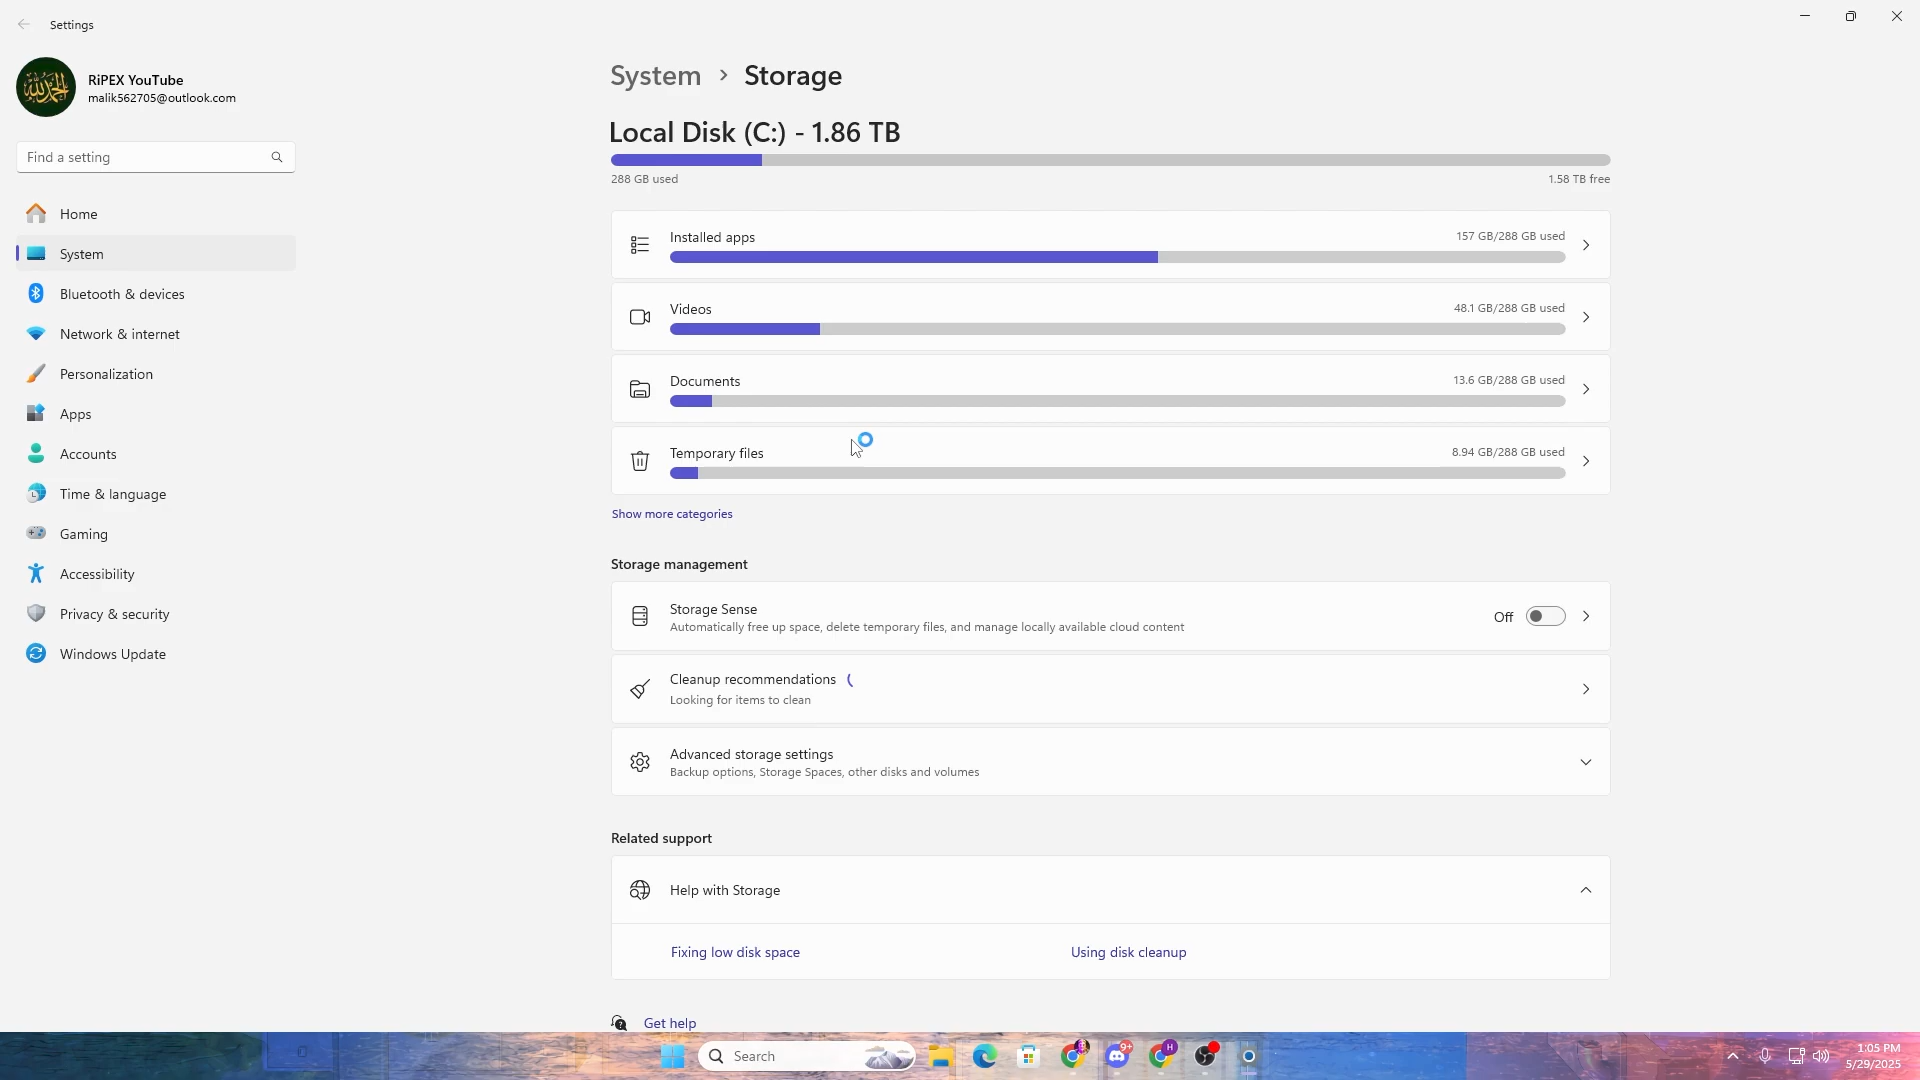 Settings
RiPEX YouTube
malik562705@outlook.com
Find a setting
Home
System
Bluetooth & devices
Network & internet
Personalization
Apps
Accounts
Time & language
Gaming
Accessibility
Privacy & security
Windows Update
System > Storage
Local Disk (C:) - 1.86 TB
288 GB used 1.58 TB free
Installed apps 157 GB/288 GB used
Videos 48.1 GB/288 GB used
Documents 13.6 GB/288 GB used
Temporary files 8.94 GB/288 GB used
Show more categories
Storage management
Storage Sense
Automatically free up space, delete temporary files, and manage locally available cloud content
Off
Cleanup recommendations
Looking for items to clean
Advanced storage settings
Backup options, Storage Spaces, other disks and volumes
Related support
Help with Storage
Fixing low disk space Using disk cleanup
Get help
Search
9+
H
1:05 PM
5/29/2025